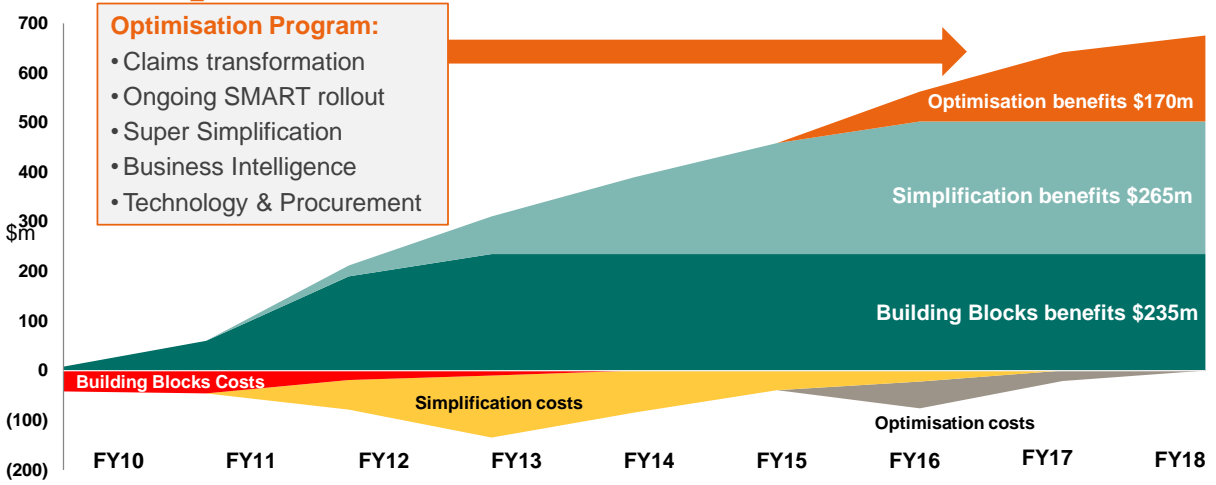 700
600
500
400
300
$m
200
100
0
(100)
(200)
Optimisation Program:
• Claims transformation
• Ongoing SMART rollout
• Super Simplification
• Business Intelligence
• Technology & Procurement
Optimisation benefits $170m
Simplification benefits $265m
Building Blocks benefits $235m
Building Blocks Costs
Simplification costs
Optimisation costs
FY10 FY11 FY12 FY13 FY14 FY15 FY16 FY17 FY18